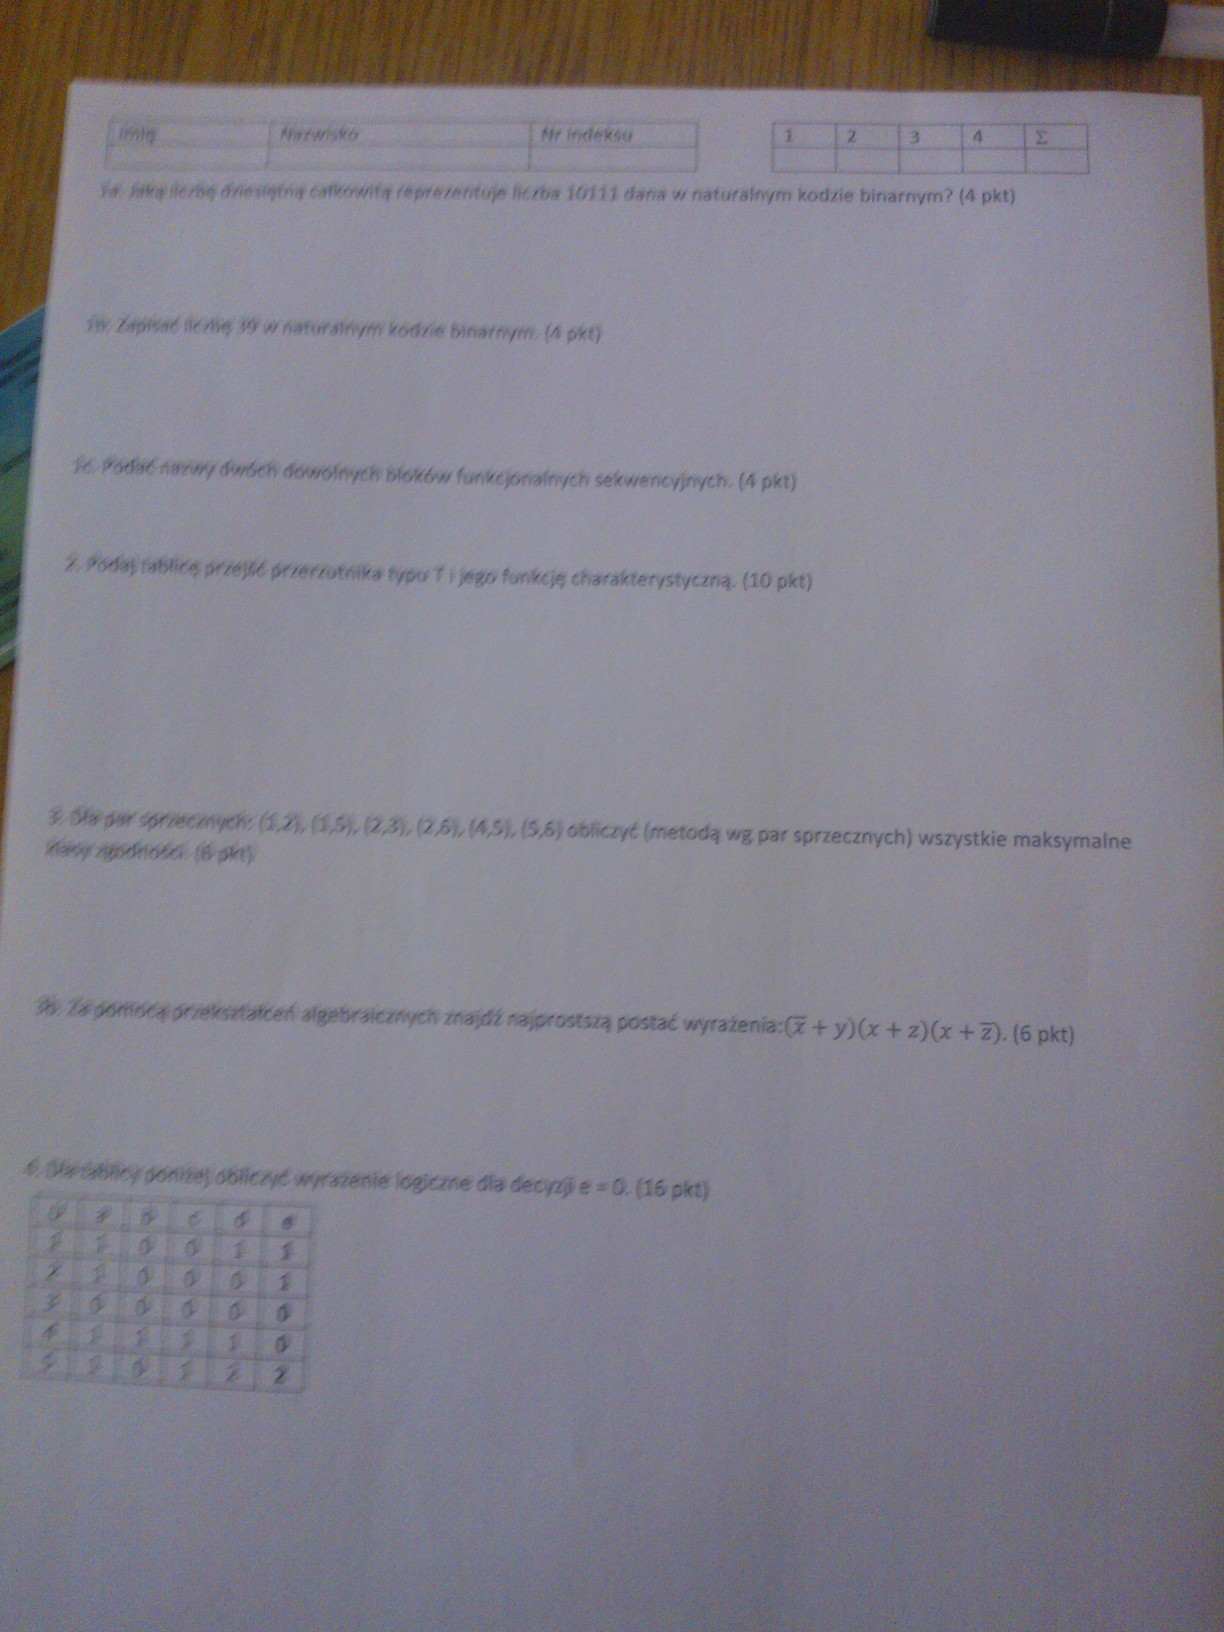 Imię Nazwisko Nr indeksu 1 2 3 4 Σ
1a. Jaką liczbę dziesiętną całkowitą reprezentuje liczba 10111 dana w naturalnym kodzie binarnym? (4 pkt)
1b. Zapisać liczbę 39 w naturalnym kodzie binarnym. (4 pkt)
1c. Podać nazwy dwóch dowolnych bloków funkcjonalnych sekwencyjnych. (4 pkt)
2. Podaj tablicę przejść przerzutnika typu T i jego funkcję charakterystyczną. (10 pkt)
Dla par sprzecznych: (1,2), (1,5), (2,3), (2,6), (4,5), (5,6) obliczyć (metodą wg par sprzecznych) wszystkie maksymalne
klasy zgodności. (6 pkt)
3b. Za pomocą przekształceń algebraicznych znajdź najprostszą postać wyrażenia:(x̅ + y)(x + z)(x + z̅). (6 pkt)
4. Dla tablicy poniżej obliczyć wyrażenie logiczne dla decyzji e = 0. (16 pkt)
U a b c d e
1 1 0 0 1 1
2 1 0 0 0 1
3 0 0 0 0 0
4 1 1 1 1 0
5 1 0 1 2 2